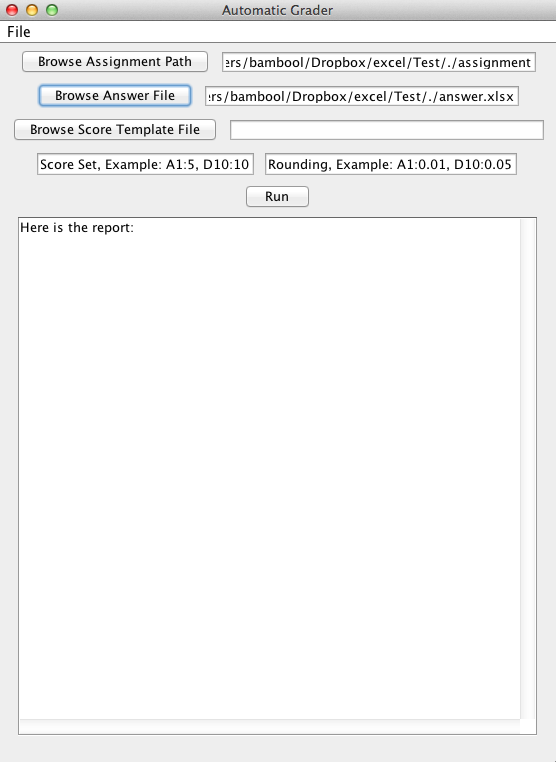 Automatic Grader
File
Browse Assignment Path ers/bambool/Dropbox/excel/Test/./assignment
Browse Answer File ers/bambool/Dropbox/excel/Test/./answer.xlsx
Browse Score Template File
Score Set, Example: A1:5, D10:10 Rounding, Example: A1:0.01, D10:0.05
Run
Here is the report: